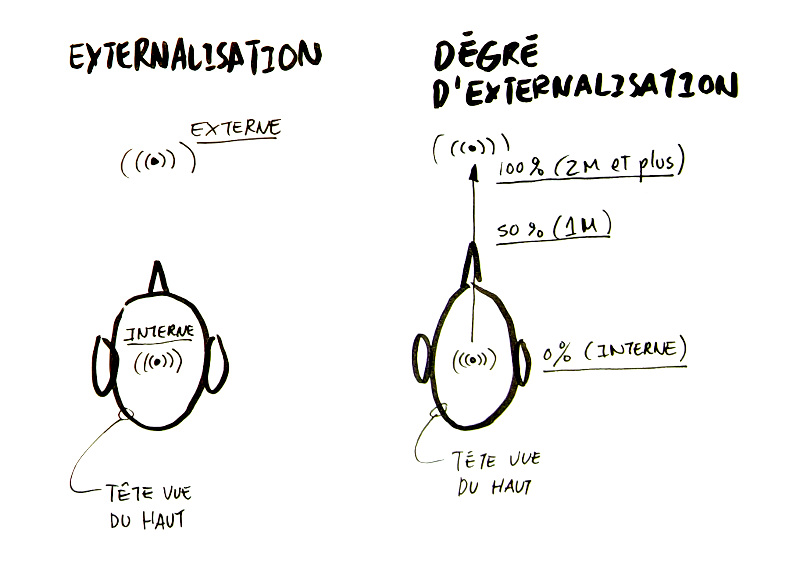 EXTERNALISATION
EXTERNE
INTERNE
TÊTE VUE
DU HAUT
DÉGRÉ
D'EXTERNALISATION
100% (2M et plus)
50% (1M)
0% (INTERNE)
TÊTE VUE
DU HAUT